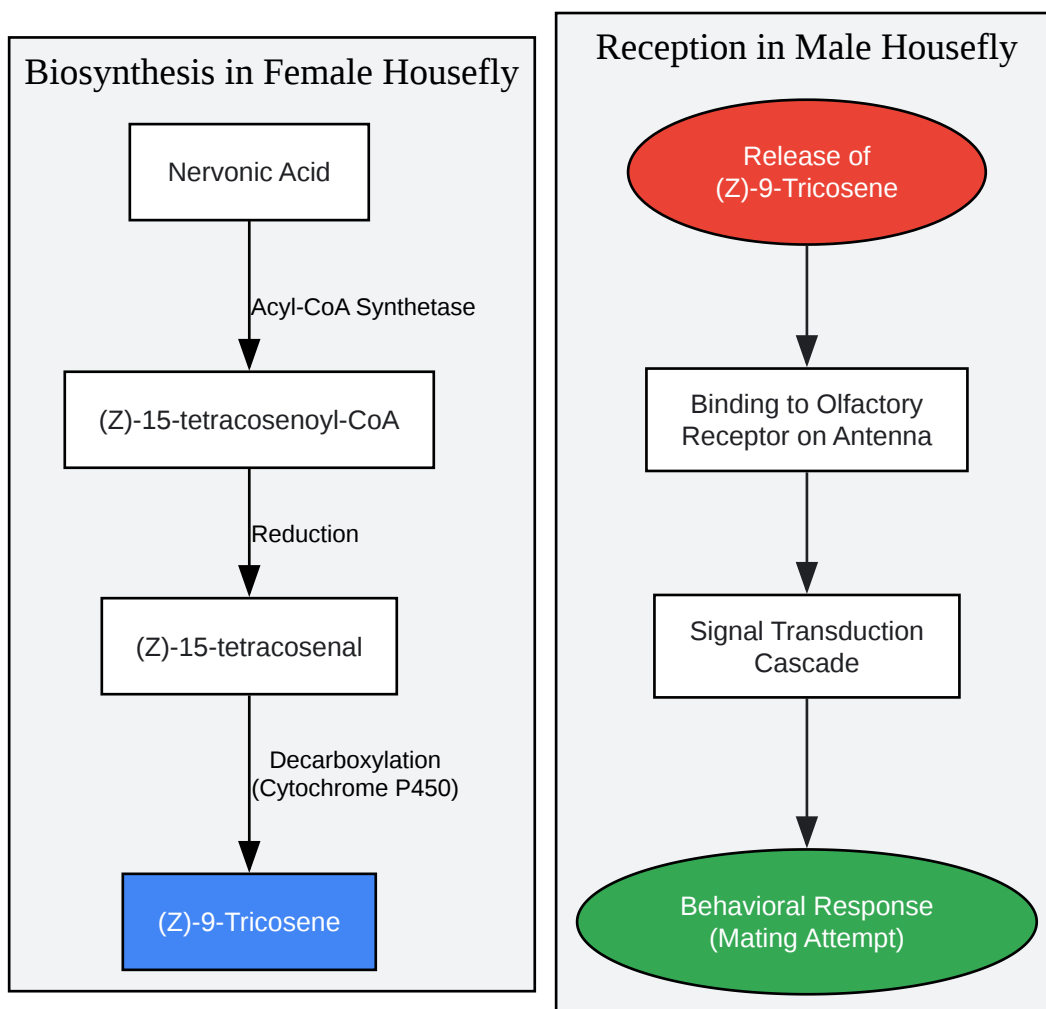 Biosynthesis in Female Housefly
Nervonic Acid
Acyl-CoA Synthetase
(Z)-15-tetracosenoyl-CoA
Reduction
(Z)-15-tetracosenal
Decarboxylation
(Cytochrome P450)
(Z)-9-Tricosene
Reception in Male Housefly
Release of
(Z)-9-Tricosene
Binding to Olfactory
Receptor on Antenna
Signal Transduction
Cascade
Behavioral Response
(Mating Attempt)